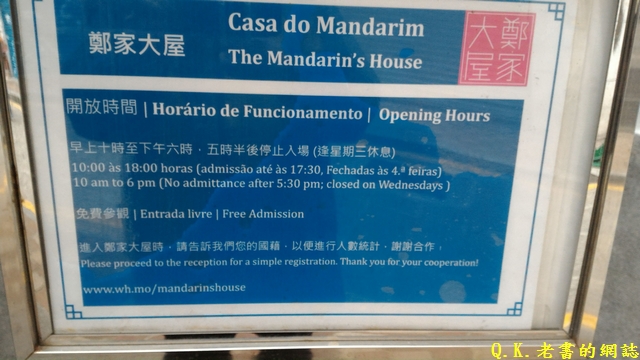 鄭家大屋
Casa do Mandarim
The Mandarin's House
鄭家
大屋
開放時間 | Horário de Funcionamento | Opening Hours
早上十時至下午六時，五時半後停止入場 (逢星期三休息)
10:00 às 18:00 horas (admissão até às 17:30, Fechadas às 4.ª feiras)
10 am to 6 pm (No admittance after 5:30 pm; closed on Wednesdays )
免費參觀 | Entrada livre | Free Admission
進入鄭家大屋時，請告訴我們您的國籍，以便進行人數統計，謝謝合作。
Please proceed to the reception for a simple registration. Thank you for your cooperation!
www.wh.mo/mandarinshouse
Q.K.老書的網誌